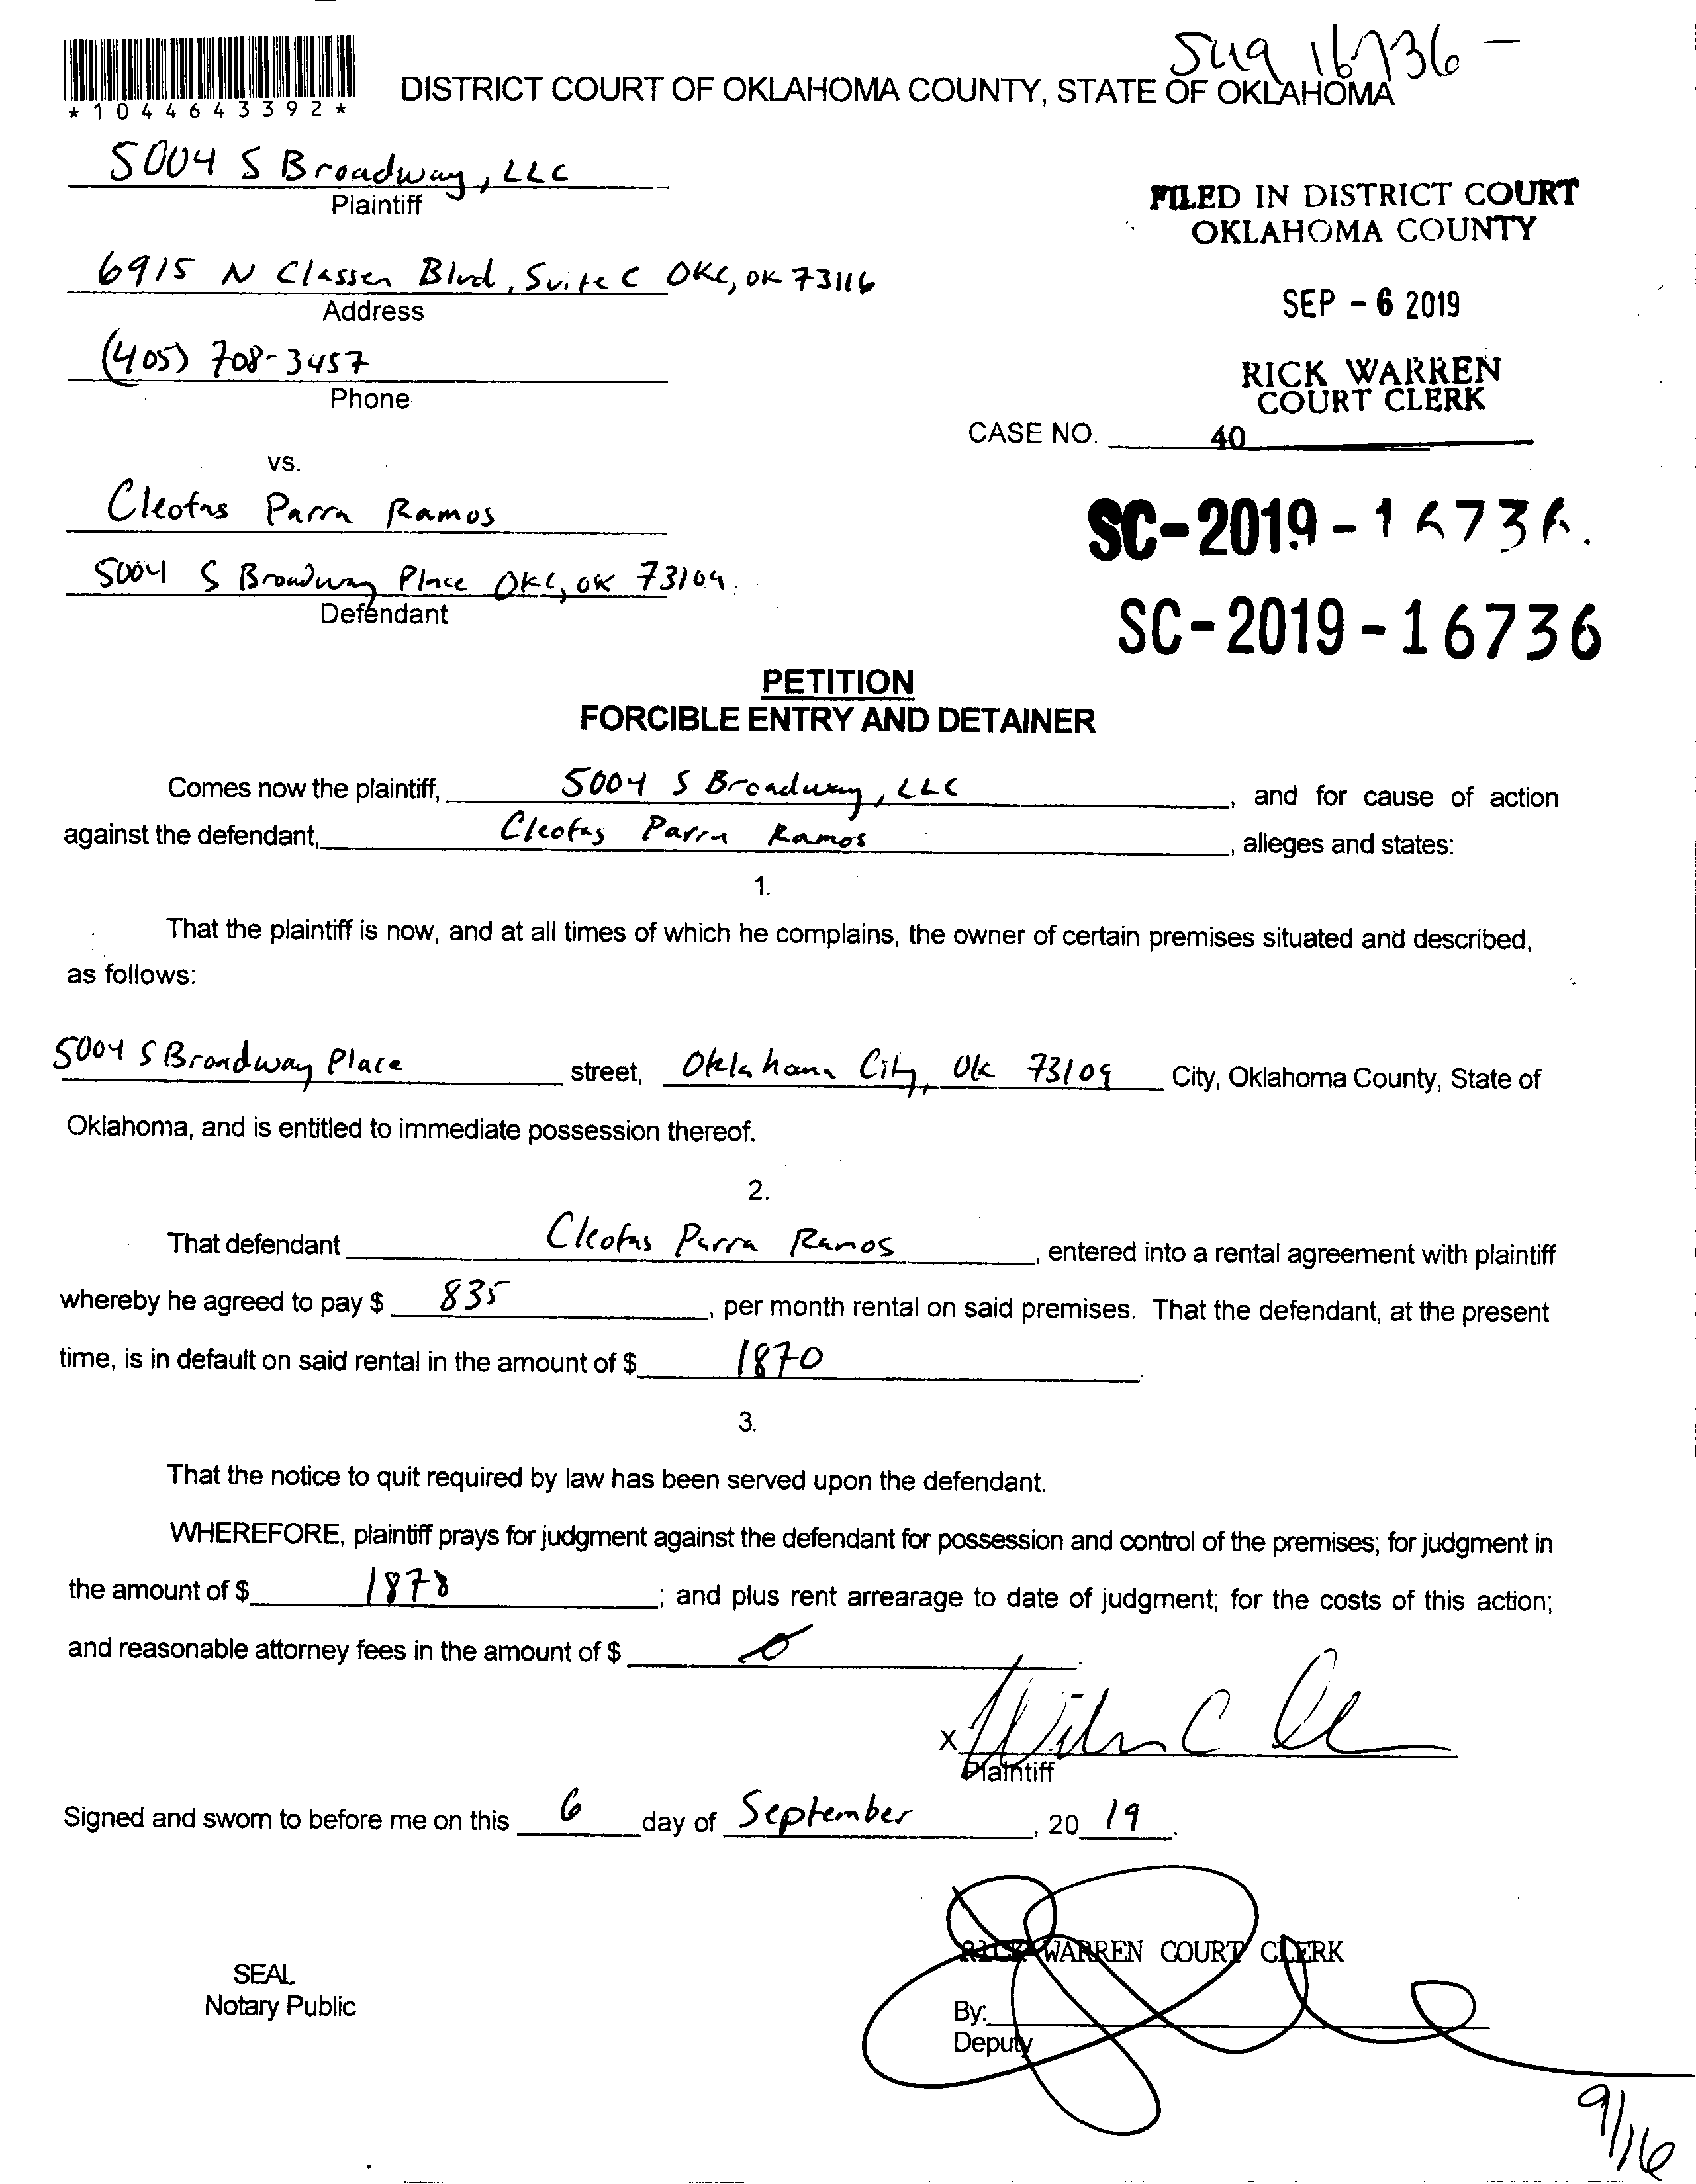 Sug 16736 -
*1044643392*
DISTRICT COURT OF OKLAHOMA COUNTY, STATE OF OKLAHOMA
5004 S Broadway, LLC
Plaintiff
FILED IN DISTRICT COURT
OKLAHOMA COUNTY
6915 N Classen Blvd, Suite C OKC, OK 73116
Address
SEP - 6 2019
(405) 708-3457
Phone
RICK WARREN
COURT CLERK
CASE NO. 40
vs.
Cleofas Parra Ramos
SC-2019-16736.
5004 S Broadway Place OKC, OK 73109
Defendant
SC-2019-16736
PETITION
FORCIBLE ENTRY AND DETAINER
Comes now the plaintiff, 5004 S Broadway, LLC, and for cause of action
against the defendant, Cleofas Parra Ramos, alleges and states:
1.
That the plaintiff is now, and at all times of which he complains, the owner of certain premises situated and described,
as follows:
5004 S Broadway Place street, Oklahoma City, OK 73109 City, Oklahoma County, State of
Oklahoma, and is entitled to immediate possession thereof.
2.
That defendant Cleofas Parra Ramos, entered into a rental agreement with plaintiff
whereby he agreed to pay $ 835, per month rental on said premises. That the defendant, at the present
time, is in default on said rental in the amount of $ 1870.
3.
That the notice to quit required by law has been served upon the defendant.
WHEREFORE, plaintiff prays for judgment against the defendant for possession and control of the premises; for judgment in
the amount of $ 1870; and plus rent arrearage to date of judgment; for the costs of this action;
and reasonable attorney fees in the amount of $ 0.
X
Plaintiff
Signed and sworn to before me on this 6 day of September, 20 19.
RICK WARREN COURT CLERK
SEAL
Notary Public
By:
Deputy
9/16